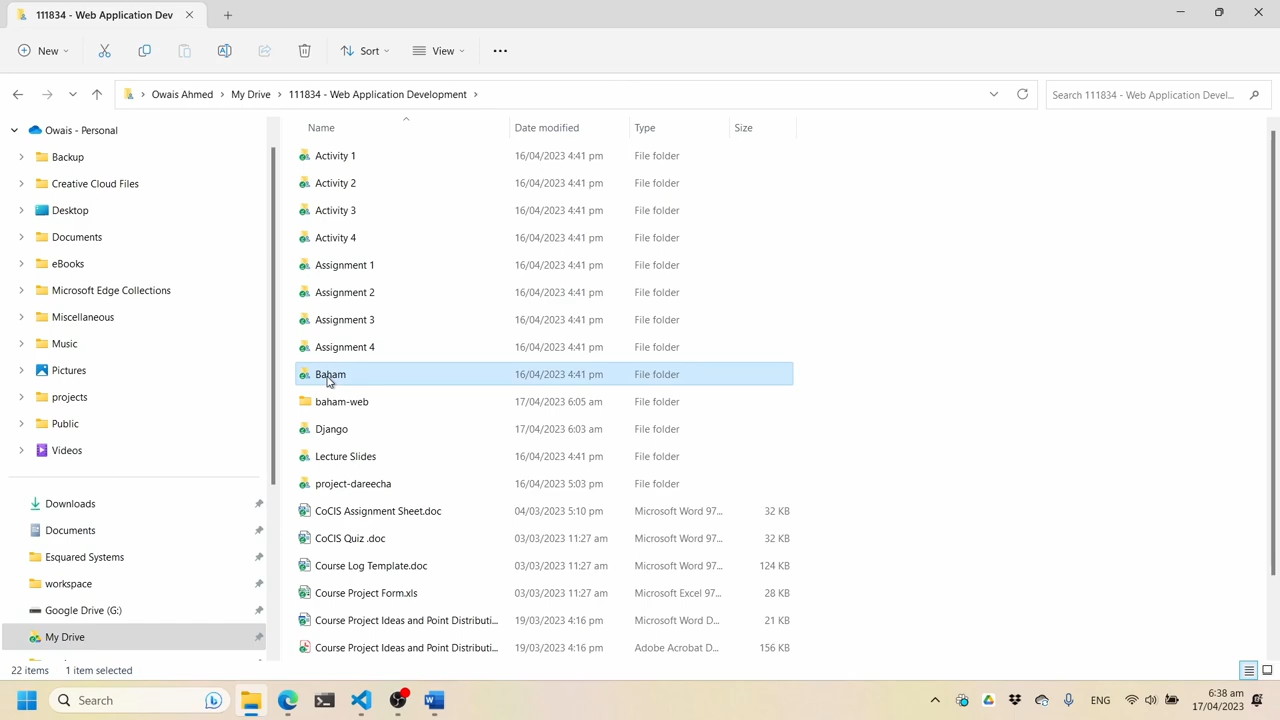 111834 - Web Application Dev
New
Sort
View
Owais Ahmed
My Drive
111834 - Web Application Development
Search 111834 - Web Application Devel...
Owais - Personal
Backup
Creative Cloud Files
Desktop
Documents
eBooks
Microsoft Edge Collections
Miscellaneous
Music
Pictures
projects
Public
Videos
Downloads
Documents
Esquared Systems
workspace
Google Drive (G:)
My Drive
Name Date modified Type Size
Activity 1 16/04/2023 4:41 pm File folder
Activity 2 16/04/2023 4:41 pm File folder
Activity 3 16/04/2023 4:41 pm File folder
Activity 4 16/04/2023 4:41 pm File folder
Assignment 1 16/04/2023 4:41 pm File folder
Assignment 2 16/04/2023 4:41 pm File folder
Assignment 3 16/04/2023 4:41 pm File folder
Assignment 4 16/04/2023 4:41 pm File folder
Baham 16/04/2023 4:41 pm File folder
baham-web 17/04/2023 6:05 am File folder
Django 17/04/2023 6:03 am File folder
Lecture Slides 16/04/2023 4:41 pm File folder
project-dareecha 16/04/2023 5:03 pm File folder
CoCIS Assignment Sheet.doc 04/03/2023 5:10 pm Microsoft Word 97... 32 KB
CoCIS Quiz .doc 03/03/2023 11:27 am Microsoft Word 97... 32 KB
Course Log Template.doc 03/03/2023 11:27 am Microsoft Word 97... 124 KB
Course Project Form.xls 03/03/2023 11:27 am Microsoft Excel 97... 28 KB
Course Project Ideas and Point Distributi... 19/03/2023 4:16 pm Microsoft Word D... 21 KB
Course Project Ideas and Point Distributi... 19/03/2023 4:16 pm Adobe Acrobat D... 156 KB
22 items 1 item selected
Search
ENG
6:38 am
17/04/2023